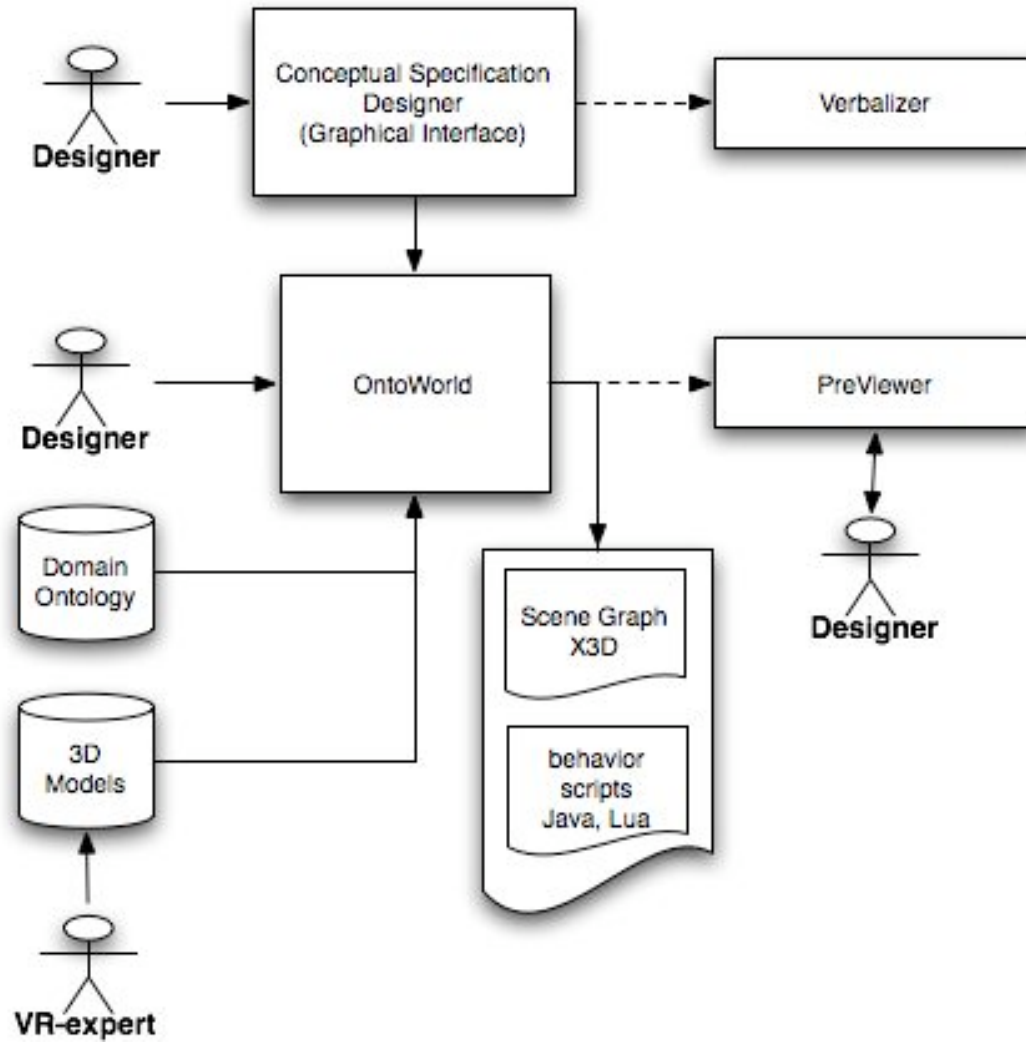 Conceptual Specification
Designer
(Graphical Interface)
Verbalizer
Designer
OntoWorld
PreViewer
Designer
Domain
Ontology
Scene Graph
X3D
Designer
3D
Models
behavior
scripts
Java, Lua
VR-expert